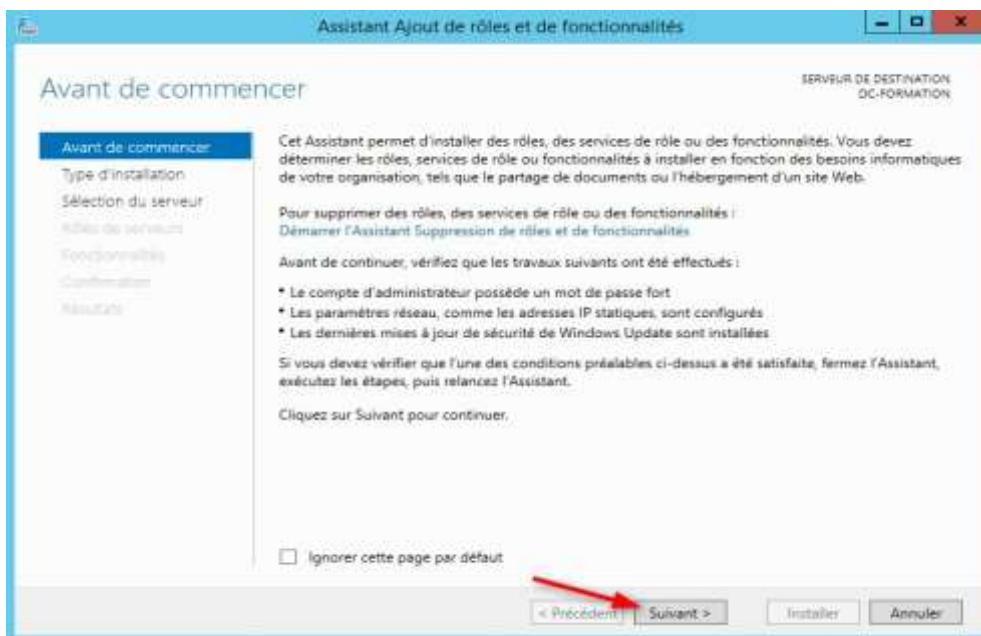 Assistant Ajout de rôles et de fonctionnalités
Avant de commencer
SERVEUR DE DESTINATION
DC-FORMATION
Avant de commencer
Type d'installation
Sélection du serveur
Rôles de serveurs
Fonctionnalités
Confirmation
Résultats
Cet Assistant permet d'installer des rôles, des services de rôle ou des fonctionnalités. Vous devez
déterminer les rôles, services de rôle ou fonctionnalités à installer en fonction des besoins informatiques
de votre organisation, tels que le partage de documents ou l'hébergement d'un site Web.
Pour supprimer des rôles, des services de rôle ou des fonctionnalités :
Démarrer l'Assistant Suppression de rôles et de fonctionnalités
Avant de continuer, vérifiez que les travaux suivants ont été effectués :
* Le compte d'administrateur possède un mot de passe fort
* Les paramètres réseau, comme les adresses IP statiques, sont configurés
* Les dernières mises à jour de sécurité de Windows Update sont installées
Si vous devez vérifier que l'une des conditions préalables ci-dessus a été satisfaite, fermez l'Assistant,
exécutez les étapes, puis relancez l'Assistant.
Cliquez sur Suivant pour continuer.
Ignorer cette page par défaut
< Précédent
Suivant >
Installer
Annuler